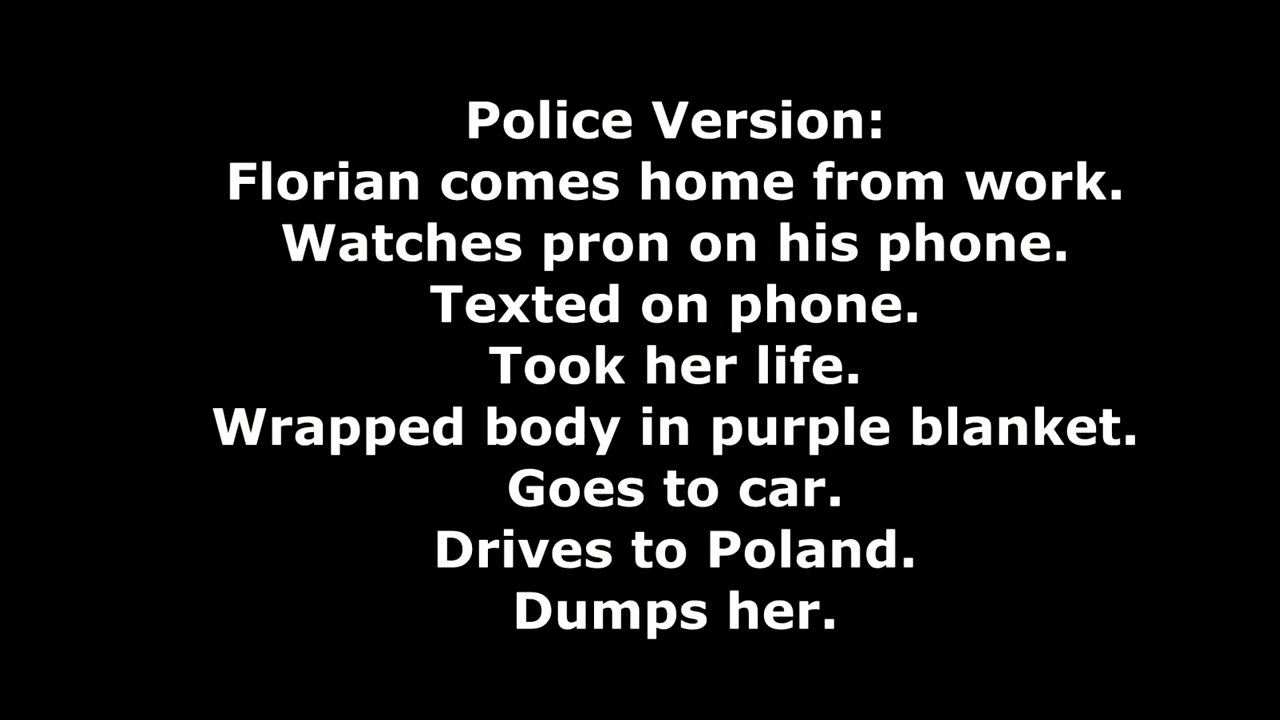 Police Version:
Florian comes home from work.
Watches pron on his phone.
Texted on phone.
Took her life.
Wrapped body in purple blanket.
Goes to car.
Drives to Poland.
Dumps her.